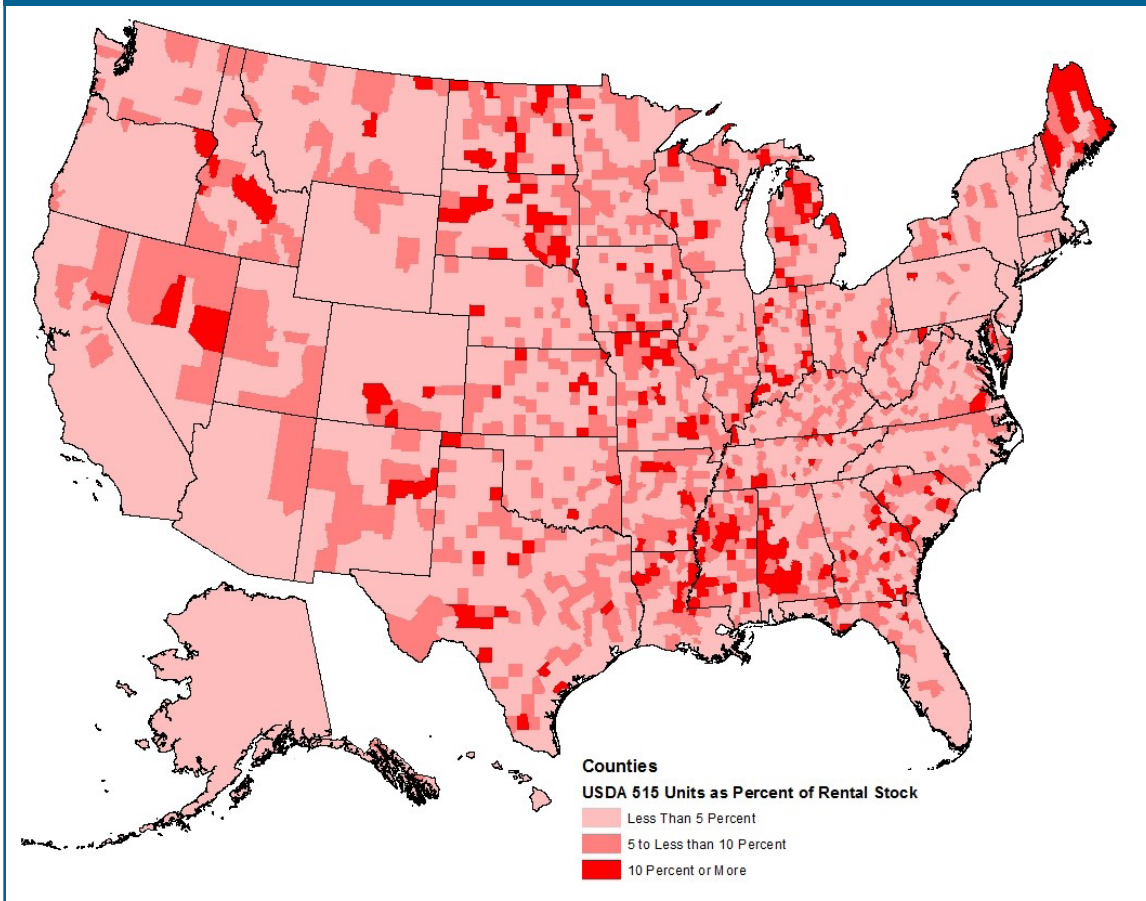 Counties
USDA 515 Units as Percent of Rental Stock
Less Than 5 Percent
5 to Less than 10 Percent
10 Percent or More